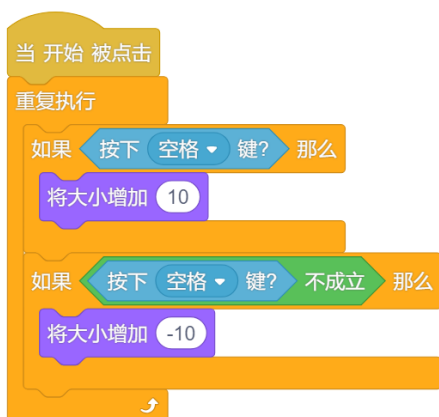 当 开始 被点击
重复执行
如果 按下 空格 键? 那么
将大小增加 10
如果 按下 空格 键? 不成立 那么
将大小增加 -10